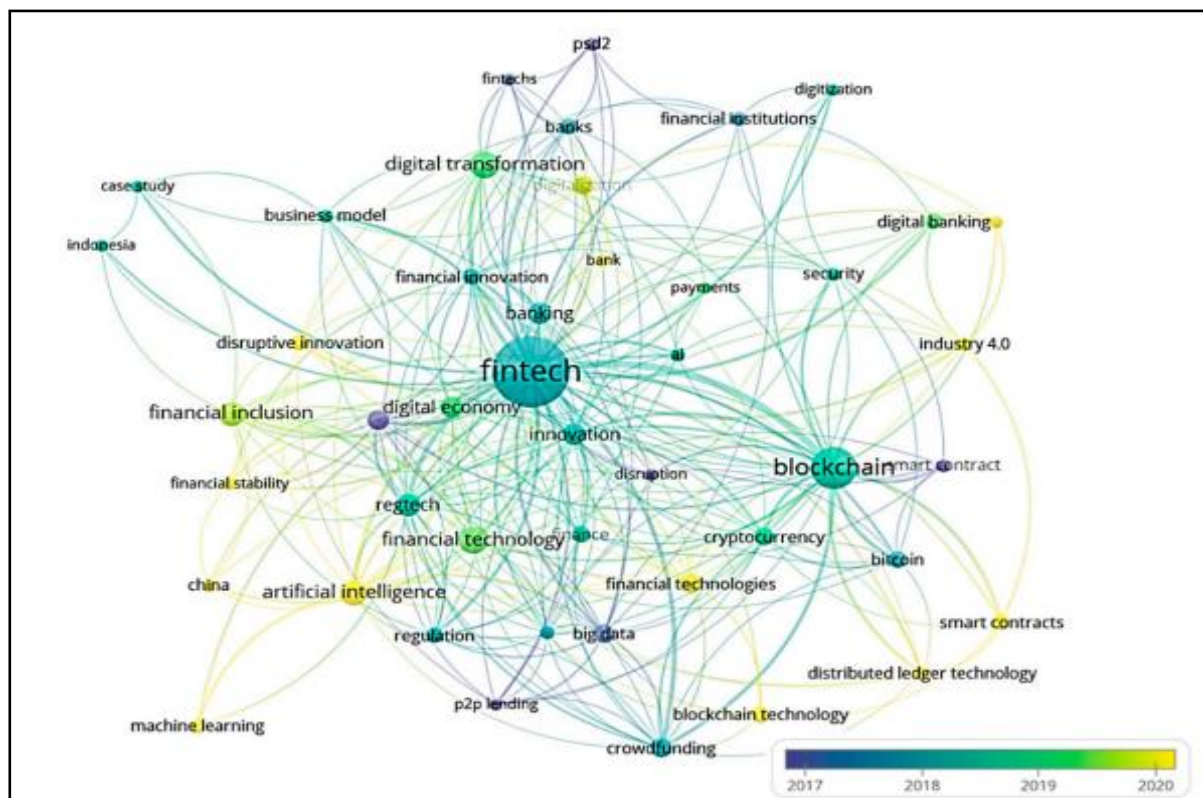 psd2
fintechs
digitization
banks
financial institutions
digital transformation
digitalization
case study
business model
digital banking
indonesia
bank
financial innovation
security
payments
banking
disruptive innovation
industry 4.0
ai
fintech
financial inclusion
digital economy
innovation
blockchain
smart contract
disruption
financial stability
regtech
financial technology
finance
cryptocurrency
bitcoin
china
artificial intelligence
financial technologies
smart contracts
regulation
big data
distributed ledger technology
p2p lending
blockchain technology
machine learning
crowdfunding
2017 2018 2019 2020